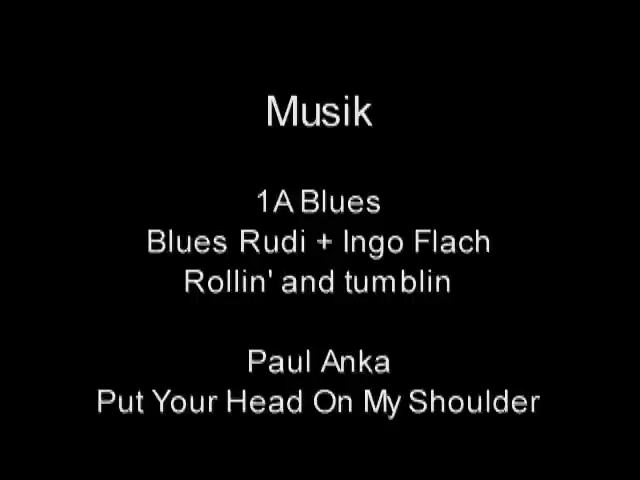 Musik
1A Blues
Blues Rudi + Ingo Flach
Rollin' and tumblin
Paul Anka
Put Your Head On My Shoulder